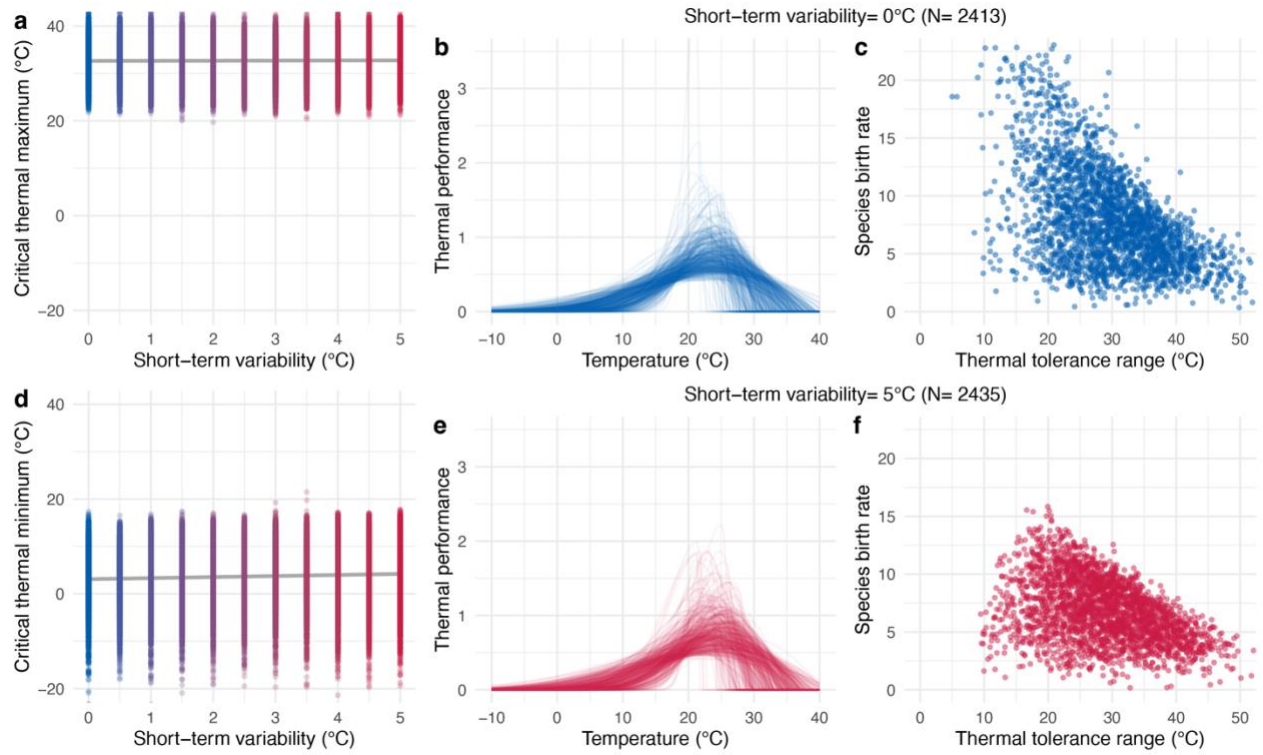 a
Critical thermal maximum (°C)
40
20
0
−20
0 1 2 3 4 5
Short−term variability (°C)
Short−term variability= 0°C (N= 2413)
b
Thermal performance
3
2
1
0
−10 0 10 20 30 40
Temperature (°C)
c
Species birth rate
20
15
10
5
0
0 10 20 30 40 50
Thermal tolerance range (°C)
d
Critical thermal minimum (°C)
40
20
0
−20
0 1 2 3 4 5
Short−term variability (°C)
Short−term variability= 5°C (N= 2435)
e
Thermal performance
3
2
1
0
−10 0 10 20 30 40
Temperature (°C)
f
Species birth rate
20
15
10
5
0
0 10 20 30 40 50
Thermal tolerance range (°C)